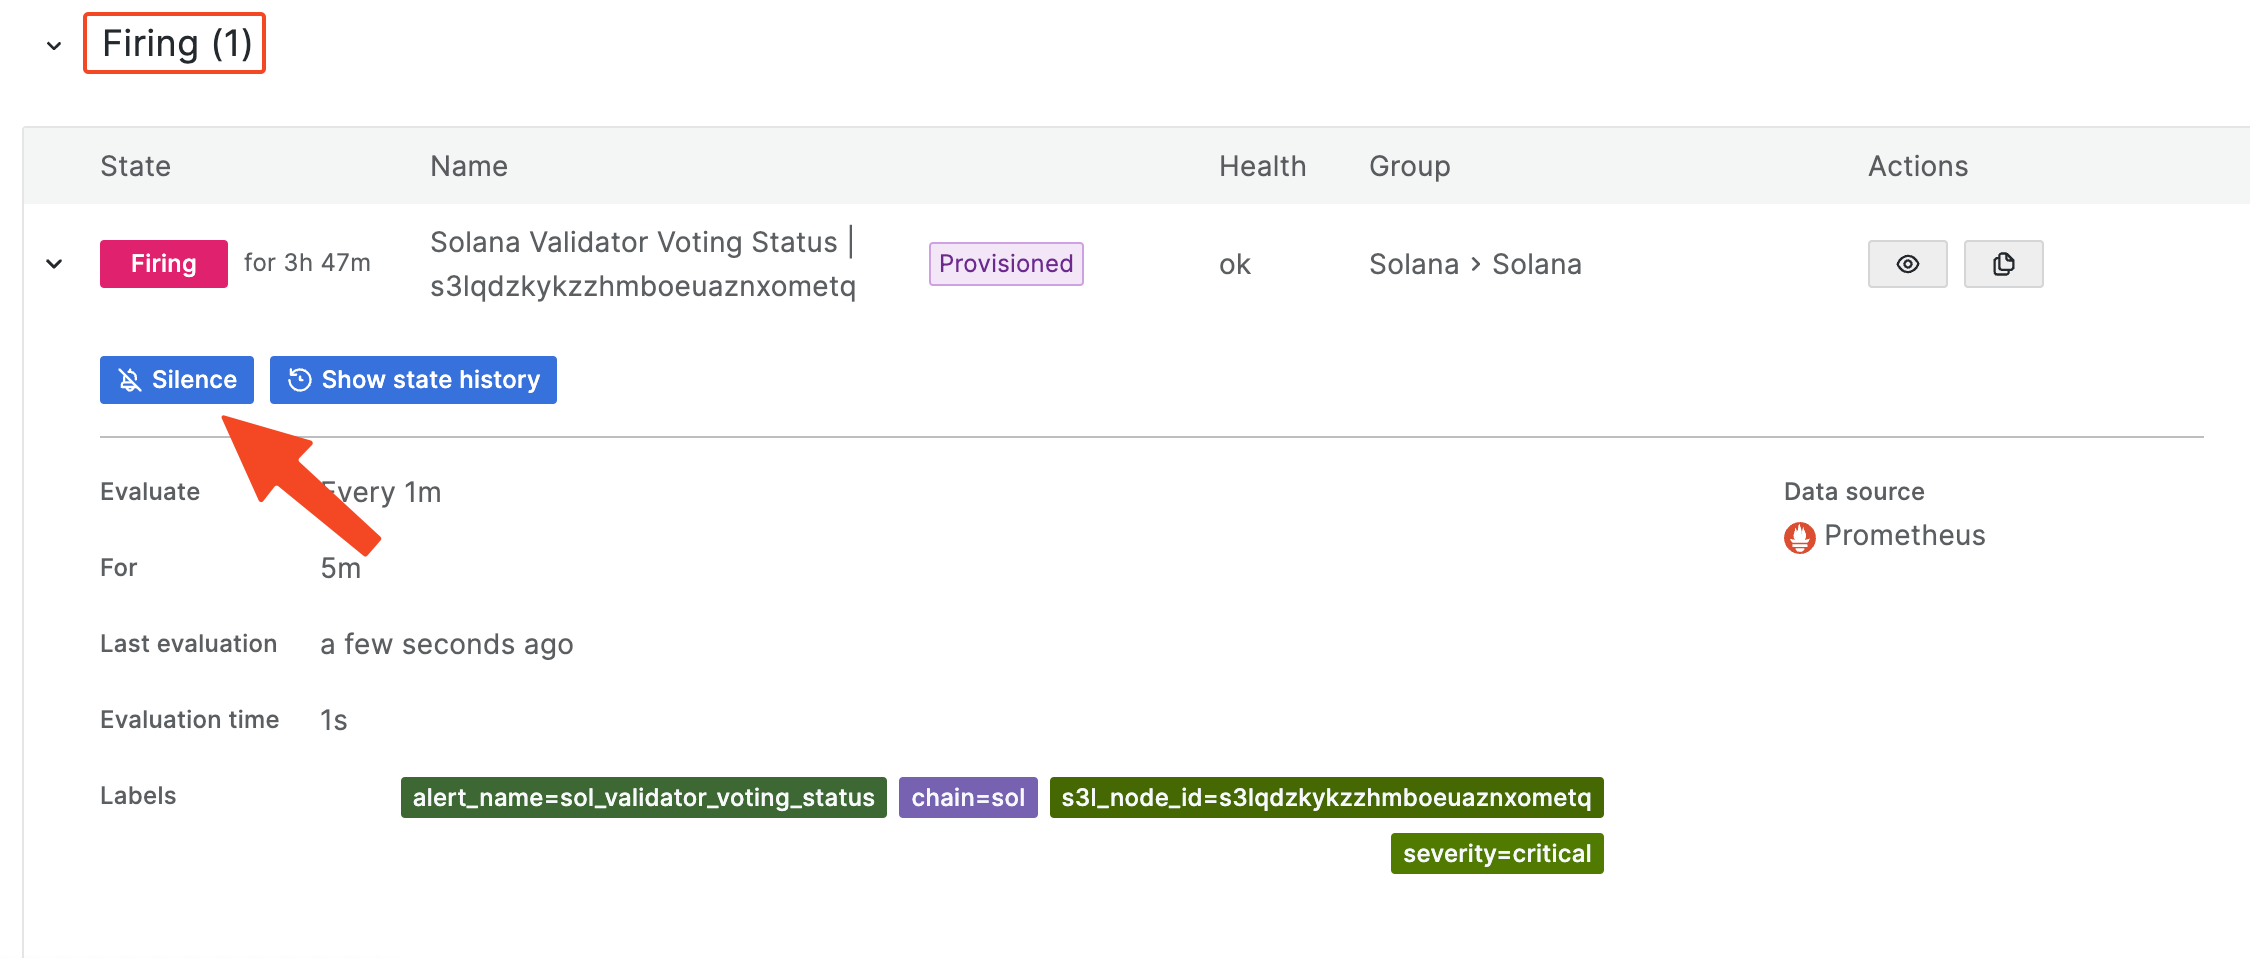 Firing (1)
State Name Health Group Actions
Firing for 3h 47m Solana Validator Voting Status | Provisioned ok Solana > Solana
s3lqdzkykzzhmboeuaznxometq
Silence Show state history
Evaluate Every 1m Data source
Prometheus
For 5m
Last evaluation a few seconds ago
Evaluation time 1s
Labels alert_name=sol_validator_voting_status chain=sol s3l_node_id=s3lqdzkykzzhmboeuaznxometq
severity=critical